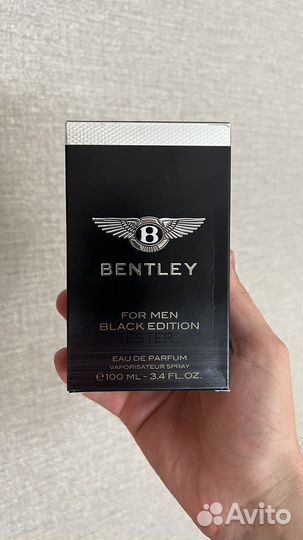 B
BENTLEY
FOR MEN
BLACK EDITION
TESTER
EAU DE PARFUM
VAPORISATEUR SPRAY
℮100 ML - 3.4 FL.OZ.
Avito